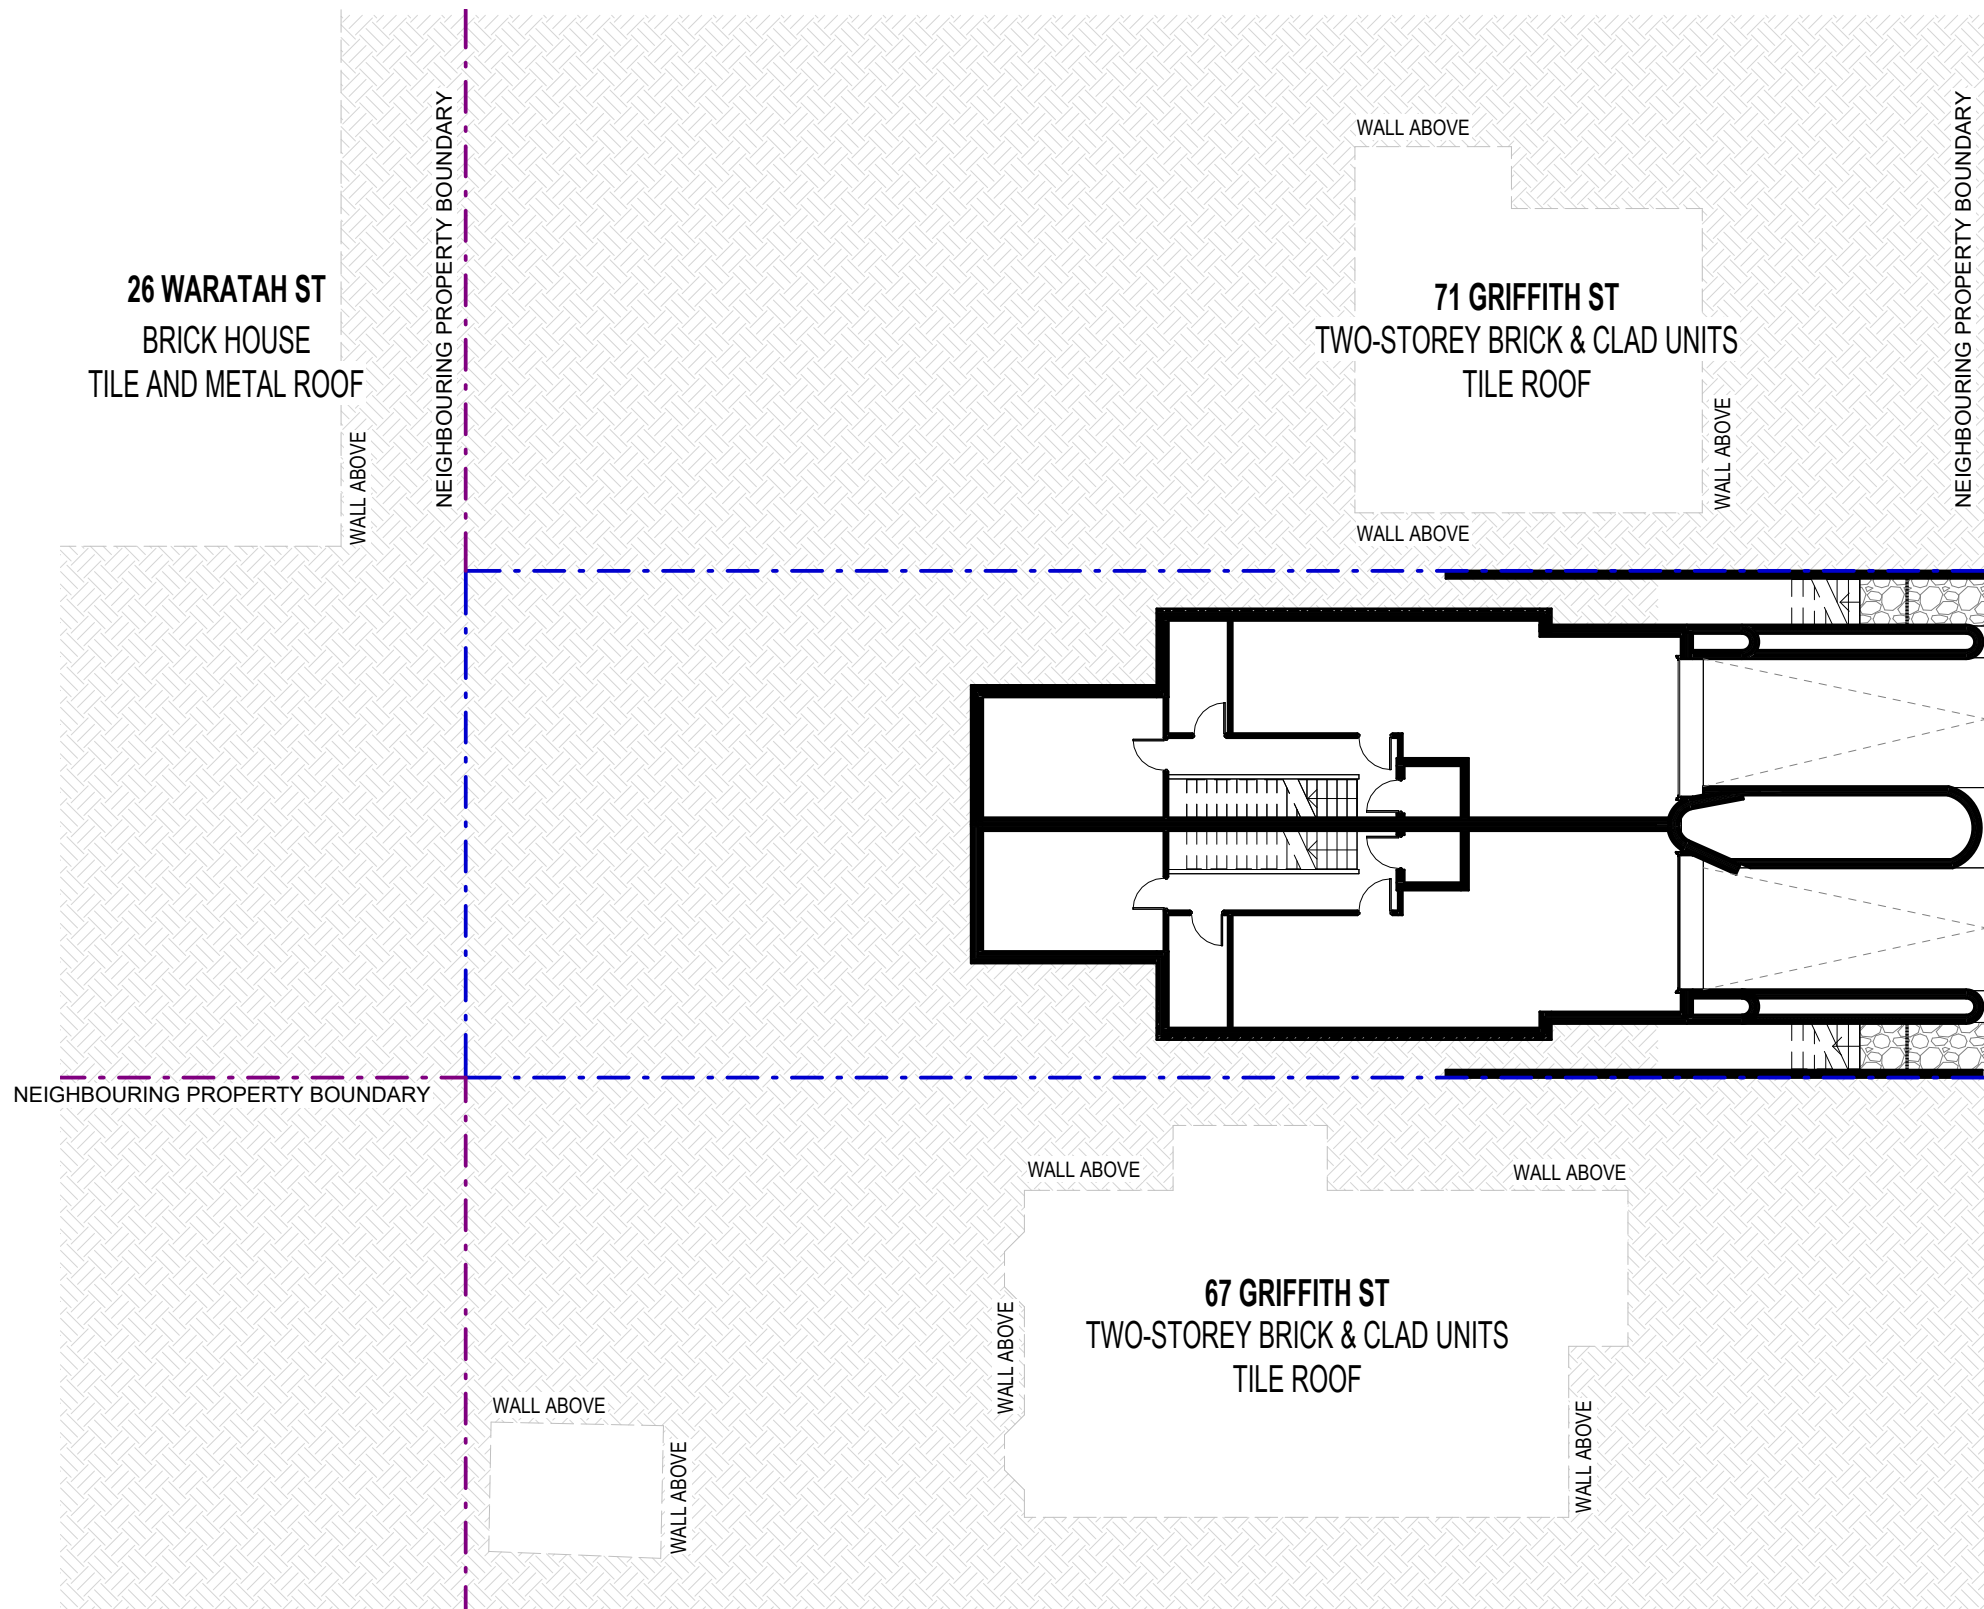 WALL ABOVE
NEIGHBOURING PROPERTY BOUNDARY
NEIGHBOURING PROPERTY BOUNDARY
26 WARATAH ST
BRICK HOUSE
TILE AND METAL ROOF
71 GRIFFITH ST
TWO-STOREY BRICK & CLAD UNITS
TILE ROOF
WALL ABOVE
WALL ABOVE
WALL ABOVE
NEIGHBOURING PROPERTY BOUNDARY
WALL ABOVE
WALL ABOVE
67 GRIFFITH ST
TWO-STOREY BRICK & CLAD UNITS
TILE ROOF
WALL ABOVE
WALL ABOVE
WALL ABOVE
WALL ABOVE